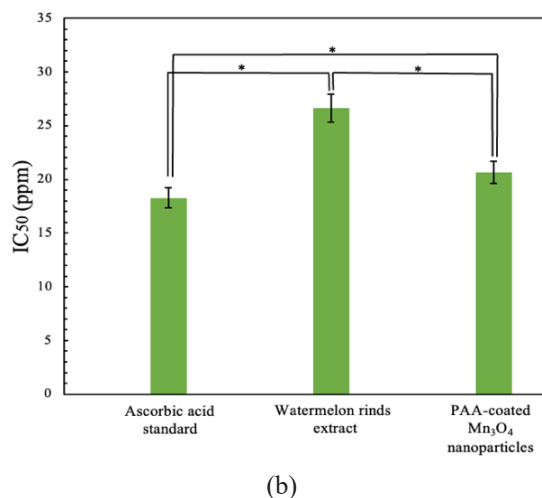 35
30
25
20
15
10
5
0
IC50 (ppm)
*
*
*
Ascorbic acid
standard
Watermelon rinds
extract
PAA-coated
Mn₃O₄
nanoparticles
(b)